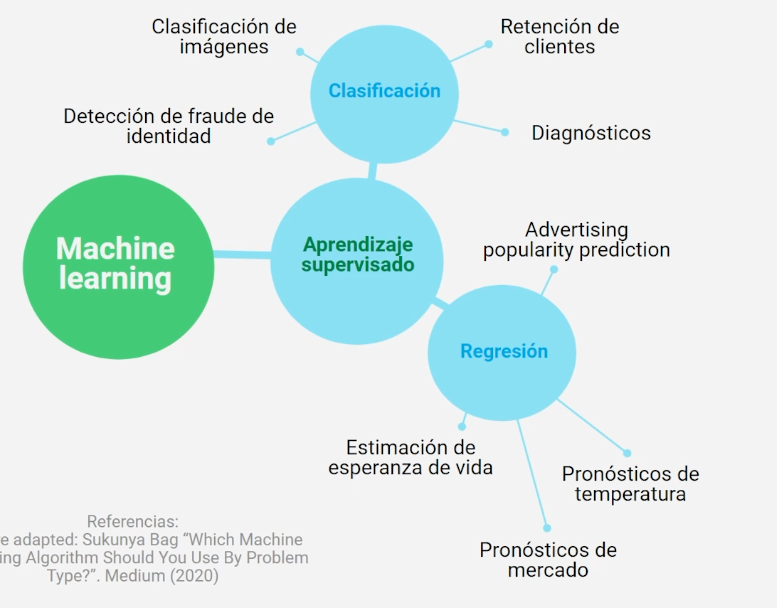 Clasificación de
imágenes
Retención de
clientes
Clasificación
Detección de fraude de
identidad
Diagnósticos
Machine
learning
Aprendizaje
supervisado
Advertising
popularity prediction
Regresión
Estimación de
esperanza de vida
Pronósticos de
temperatura
Pronósticos de
mercado
Referencias:
e adapted: Sukunya Bag “Which Machine
ing Algorithm Should You Use By Problem
Type?”. Medium (2020)